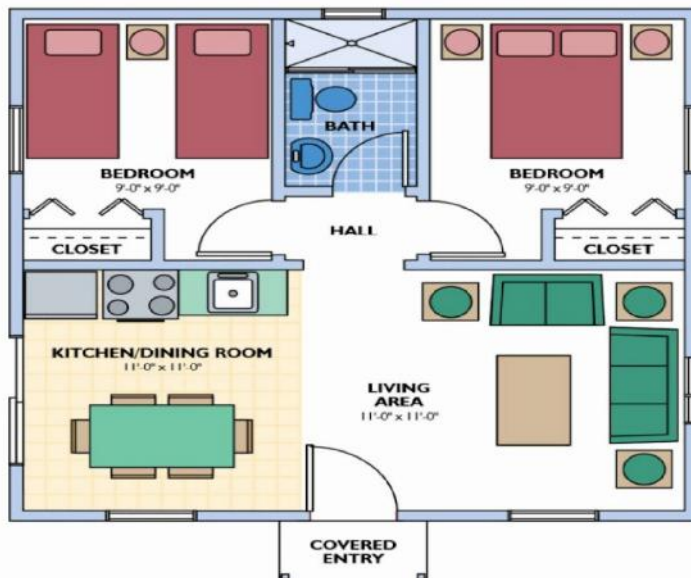 BATH
BEDROOM
9'-0" x 9'-0"
BEDROOM
9'-0" x 9'-0"
HALL
CLOSET
CLOSET
KITCHEN/DINING ROOM
11'-0" x 11'-0"
LIVING
AREA
11'-0" x 11'-0"
COVERED
ENTRY